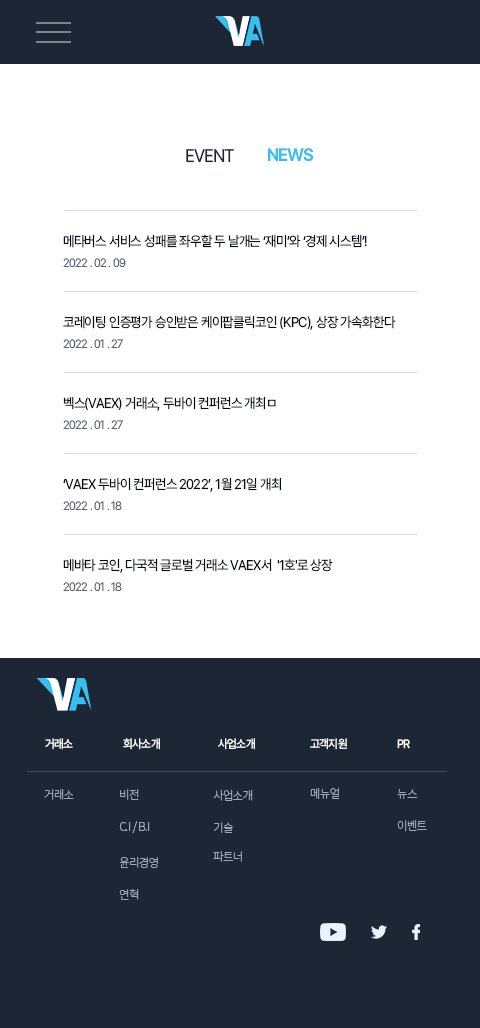 VA
EVENT NEWS
메타버스 서비스 성패를 좌우할 두 날개는 ‘재미’와 ‘경제 시스템’!
2022 . 02 . 09
코레이팅 인증평가 승인받은 케이팝클릭코인 (KPC), 상장 가속화한다
2022 . 01 . 27
벡스(VAEX) 거래소, 두바이 컨퍼런스 개최ㅁ
2022 . 01 . 27
‘VAEX 두바이 컨퍼런스 2022’, 1월 21일 개최
2022 . 01 . 18
메바타 코인, 다국적 글로벌 거래소 VAEX서 '1호'로 상장
2022 . 01 . 18
VA
거래소 회사소개 사업소개 고객지원 PR
거래소 비전 사업소개 메뉴얼 뉴스
C.I / B.I 기술 이벤트
윤리경영 파트너
연혁